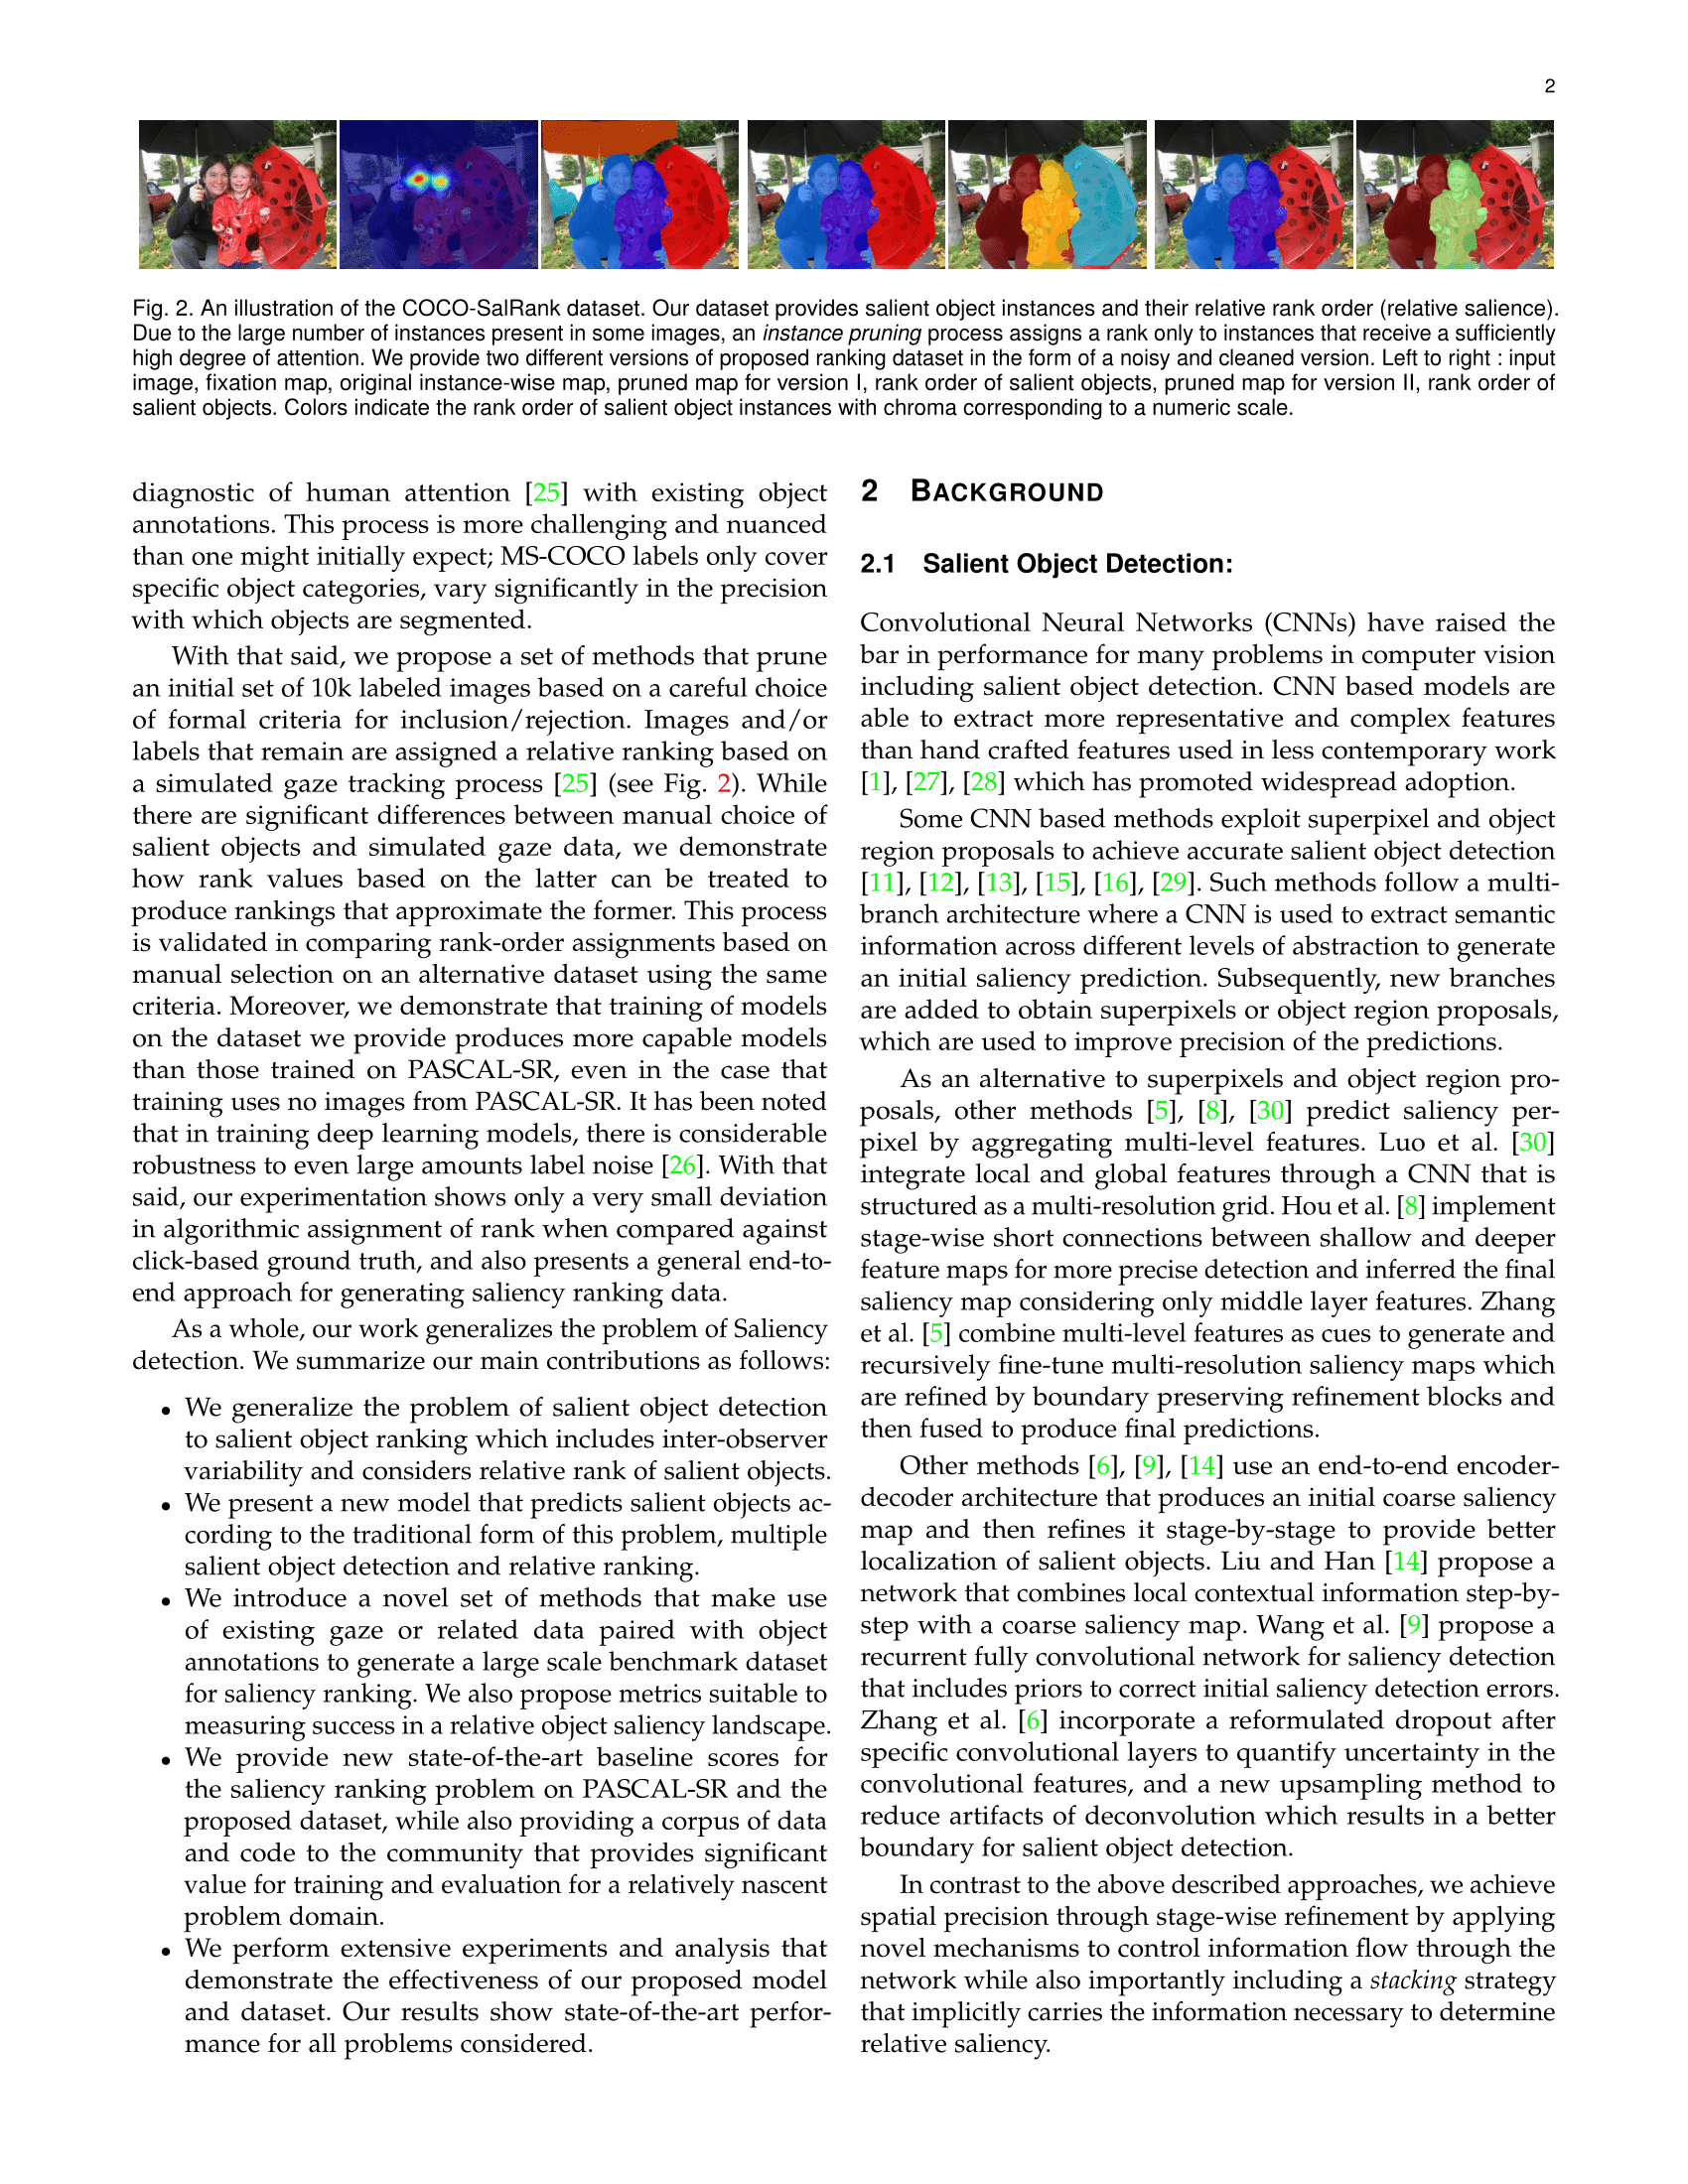 2
Fig. 2. An illustration of the COCO-SalRank dataset. Our dataset provides salient object instances and their relative rank order (relative salience).
Due to the large number of instances present in some images, an instance pruning process assigns a rank only to instances that receive a sufficiently
high degree of attention. We provide two different versions of proposed ranking dataset in the form of a noisy and cleaned version. Left to right : input
image, fixation map, original instance-wise map, pruned map for version I, rank order of salient objects, pruned map for version II, rank order of
salient objects. Colors indicate the rank order of salient object instances with chroma corresponding to a numeric scale.
diagnostic of human attention [25] with existing object
annotations. This process is more challenging and nuanced
than one might initially expect; MS-COCO labels only cover
specific object categories, vary significantly in the precision
with which objects are segmented.
With that said, we propose a set of methods that prune
an initial set of 10k labeled images based on a careful choice
of formal criteria for inclusion/rejection. Images and/or
labels that remain are assigned a relative ranking based on
a simulated gaze tracking process [25] (see Fig. 2). While
there are significant differences between manual choice of
salient objects and simulated gaze data, we demonstrate
how rank values based on the latter can be treated to
produce rankings that approximate the former. This process
is validated in comparing rank-order assignments based on
manual selection on an alternative dataset using the same
criteria. Moreover, we demonstrate that training of models
on the dataset we provide produces more capable models
than those trained on PASCAL-SR, even in the case that
training uses no images from PASCAL-SR. It has been noted
that in training deep learning models, there is considerable
robustness to even large amounts label noise [26]. With that
said, our experimentation shows only a very small deviation
in algorithmic assignment of rank when compared against
click-based ground truth, and also presents a general end-to-
end approach for generating saliency ranking data.
As a whole, our work generalizes the problem of Saliency
detection. We summarize our main contributions as follows:
• We generalize the problem of salient object detection
to salient object ranking which includes inter-observer
variability and considers relative rank of salient objects.
• We present a new model that predicts salient objects ac-
cording to the traditional form of this problem, multiple
salient object detection and relative ranking.
• We introduce a novel set of methods that make use
of existing gaze or related data paired with object
annotations to generate a large scale benchmark dataset
for saliency ranking. We also propose metrics suitable to
measuring success in a relative object saliency landscape.
• We provide new state-of-the-art baseline scores for
the saliency ranking problem on PASCAL-SR and the
proposed dataset, while also providing a corpus of data
and code to the community that provides significant
value for training and evaluation for a relatively nascent
problem domain.
• We perform extensive experiments and analysis that
demonstrate the effectiveness of our proposed model
and dataset. Our results show state-of-the-art perfor-
mance for all problems considered.
2 BACKGROUND
2.1 Salient Object Detection:
Convolutional Neural Networks (CNNs) have raised the
bar in performance for many problems in computer vision
including salient object detection. CNN based models are
able to extract more representative and complex features
than hand crafted features used in less contemporary work
[1], [27], [28] which has promoted widespread adoption.
Some CNN based methods exploit superpixel and object
region proposals to achieve accurate salient object detection
[11], [12], [13], [15], [16], [29]. Such methods follow a multi-
branch architecture where a CNN is used to extract semantic
information across different levels of abstraction to generate
an initial saliency prediction. Subsequently, new branches
are added to obtain superpixels or object region proposals,
which are used to improve precision of the predictions.
As an alternative to superpixels and object region pro-
posals, other methods [5], [8], [30] predict saliency per-
pixel by aggregating multi-level features. Luo et al. [30]
integrate local and global features through a CNN that is
structured as a multi-resolution grid. Hou et al. [8] implement
stage-wise short connections between shallow and deeper
feature maps for more precise detection and inferred the final
saliency map considering only middle layer features. Zhang
et al. [5] combine multi-level features as cues to generate and
recursively fine-tune multi-resolution saliency maps which
are refined by boundary preserving refinement blocks and
then fused to produce final predictions.
Other methods [6], [9], [14] use an end-to-end encoder-
decoder architecture that produces an initial coarse saliency
map and then refines it stage-by-stage to provide better
localization of salient objects. Liu and Han [14] propose a
network that combines local contextual information step-by-
step with a coarse saliency map. Wang et al. [9] propose a
recurrent fully convolutional network for saliency detection
that includes priors to correct initial saliency detection errors.
Zhang et al. [6] incorporate a reformulated dropout after
specific convolutional layers to quantify uncertainty in the
convolutional features, and a new upsampling method to
reduce artifacts of deconvolution which results in a better
boundary for salient object detection.
In contrast to the above described approaches, we achieve
spatial precision through stage-wise refinement by applying
novel mechanisms to control information flow through the
network while also importantly including a stacking strategy
that implicitly carries the information necessary to determine
relative saliency.